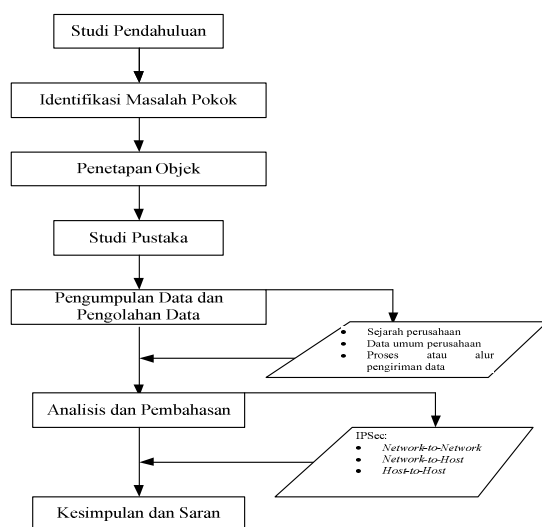 Studi Pendahuluan
Identifikasi Masalah Pokok
Penetapan Objek
Studi Pustaka
Pengumpulan Data dan
Pengolahan Data
• Sejarah perusahaan
• Data umum perusahaan
• Proses atau alur
pengiriman data
Analisis dan Pembahasan
IPSec:
• Network-to-Network
• Network-to-Host
• Host-to-Host
Kesimpulan dan Saran